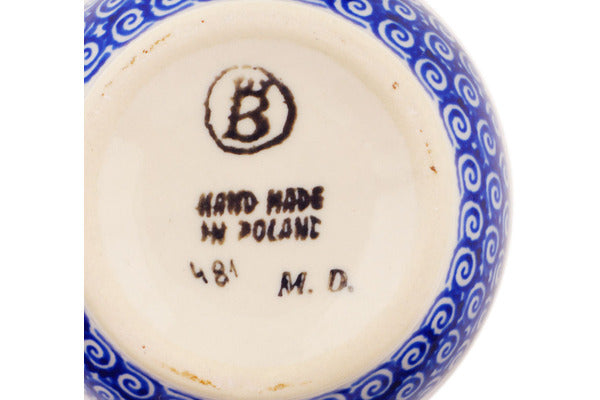 B
HAND MADE
IN POLAND
481 M. D.